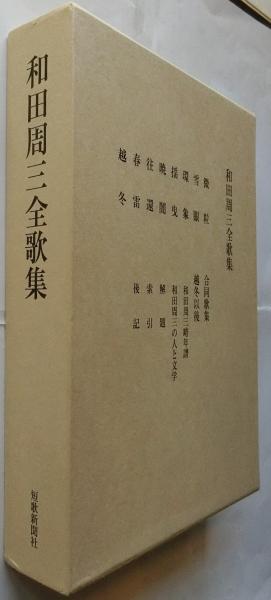 和田周三全歌集
短歌新聞社
和田周三全歌集
微粒
雪眼
環象
揺曳
暁闇
往還
春雷
越冬
合同歌集
越冬以後
和田周三略年譜
和田周三の人と文学
解題
索引
後記